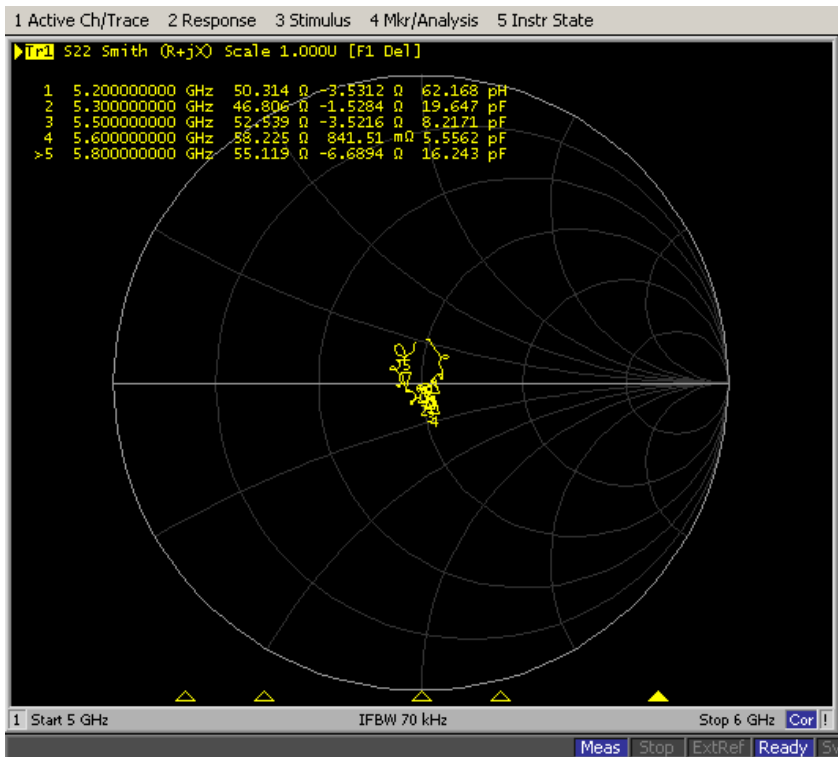 1 Active Ch/Trace 2 Response 3 Stimulus 4 Mkr/Analysis 5 Instr State
Tr1 S22 Smith (R+jX) Scale 1.000U [F1 Del]
1 5.200000000 GHz 50.314 Ω -3.5312 Ω 62.168 pH
2 5.300000000 GHz 46.806 Ω -1.5284 Ω 19.647 pF
3 5.500000000 GHz 52.539 Ω -3.5216 Ω 8.2171 pF
4 5.600000000 GHz 58.225 Ω 841.51 mΩ 5.5562 pF
>5 5.800000000 GHz 55.119 Ω -6.6894 Ω 16.243 pF
1 Start 5 GHz IFBW 70 kHz Stop 6 GHz Cor !
Meas Stop ExtRef Ready